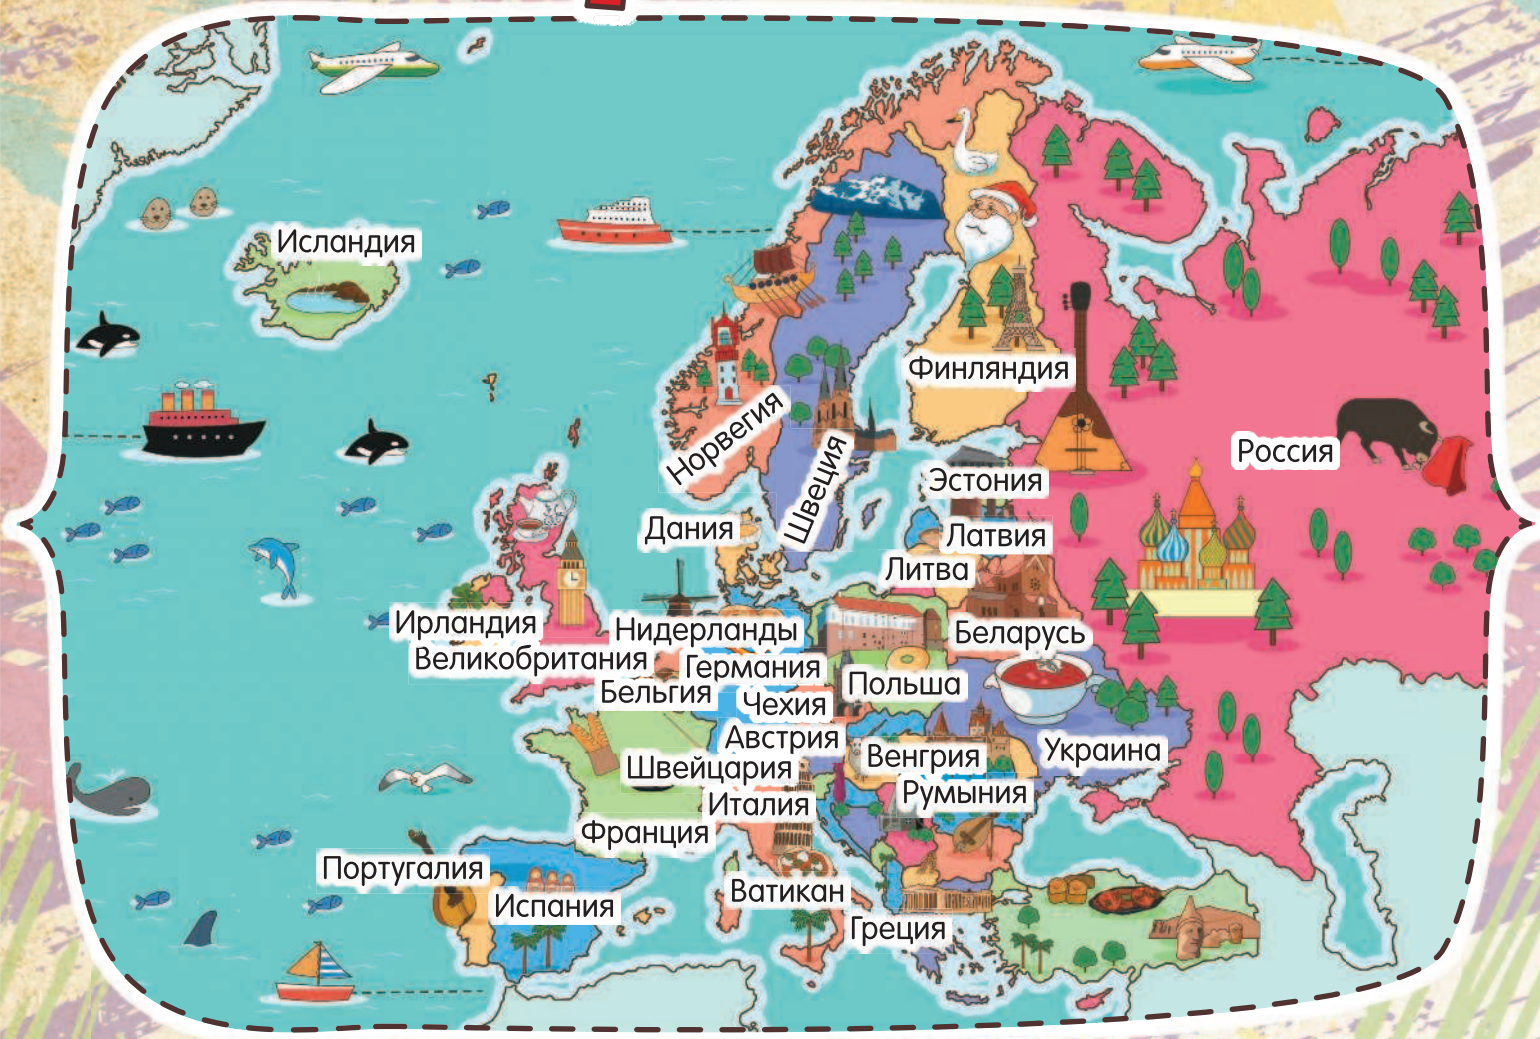 Исландия
Финляндия
Норвегия
Швеция
Россия
Эстония
Дания
Латвия
Литва
Ирландия
Нидерланды
Беларусь
Великобритания
Германия
Бельгия
Польша
Чехия
Австрия
Венгрия
Украина
Швейцария
Румыния
Италия
Франция
Португалия
Ватикан
Испания
Греция